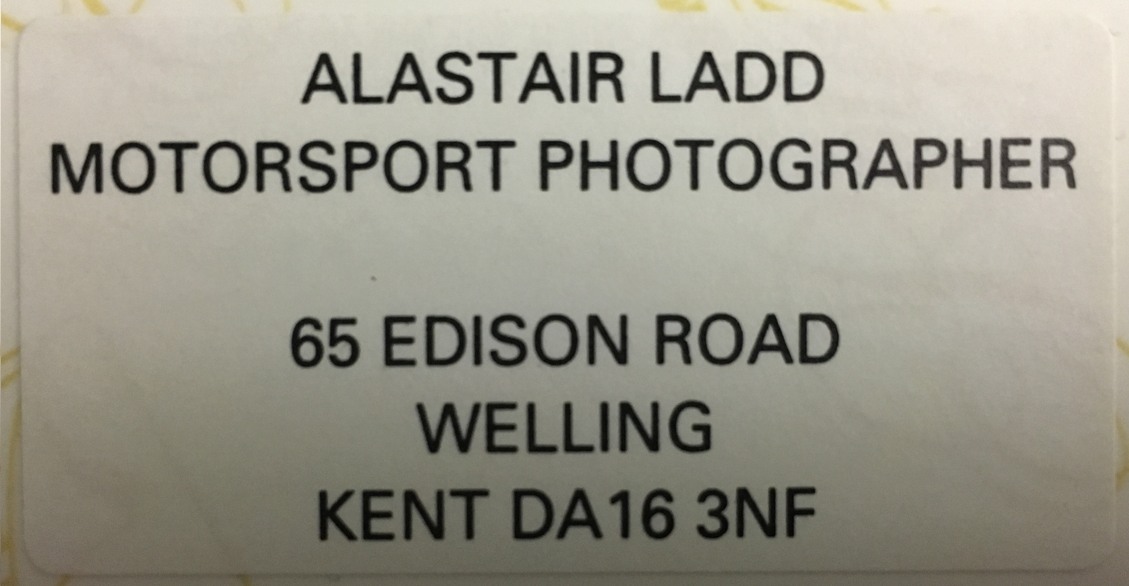 ALASTAIR LADD
MOTORSPORT PHOTOGRAPHER
65 EDISON ROAD
WELLING
KENT DA16 3NF